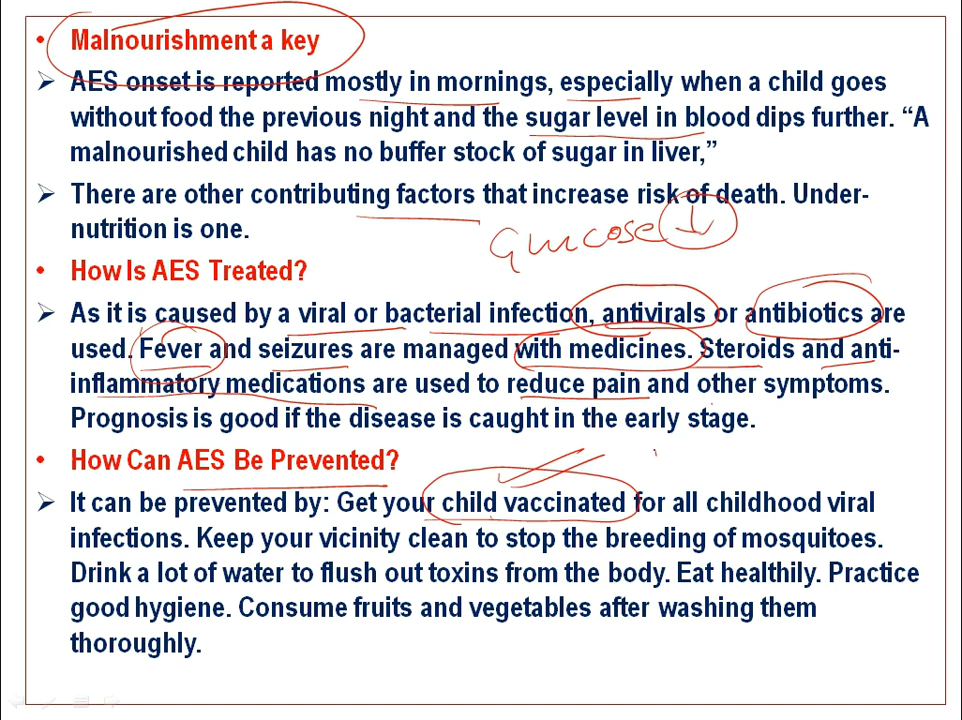 • Malnourishment a key
➢ AES onset is reported mostly in mornings, especially when a child goes
without food the previous night and the sugar level in blood dips further. “A
malnourished child has no buffer stock of sugar in liver,”
➢ There are other contributing factors that increase risk of death. Under-
nutrition is one.
Glucose ↓
• How Is AES Treated?
➢ As it is caused by a viral or bacterial infection, antivirals or antibiotics are
used. Fever and seizures are managed with medicines. Steroids and anti-
inflammatory medications are used to reduce pain and other symptoms.
Prognosis is good if the disease is caught in the early stage.
• How Can AES Be Prevented?
➢ It can be prevented by: Get your child vaccinated for all childhood viral
infections. Keep your vicinity clean to stop the breeding of mosquitoes.
Drink a lot of water to flush out toxins from the body. Eat healthily. Practice
good hygiene. Consume fruits and vegetables after washing them
thoroughly.